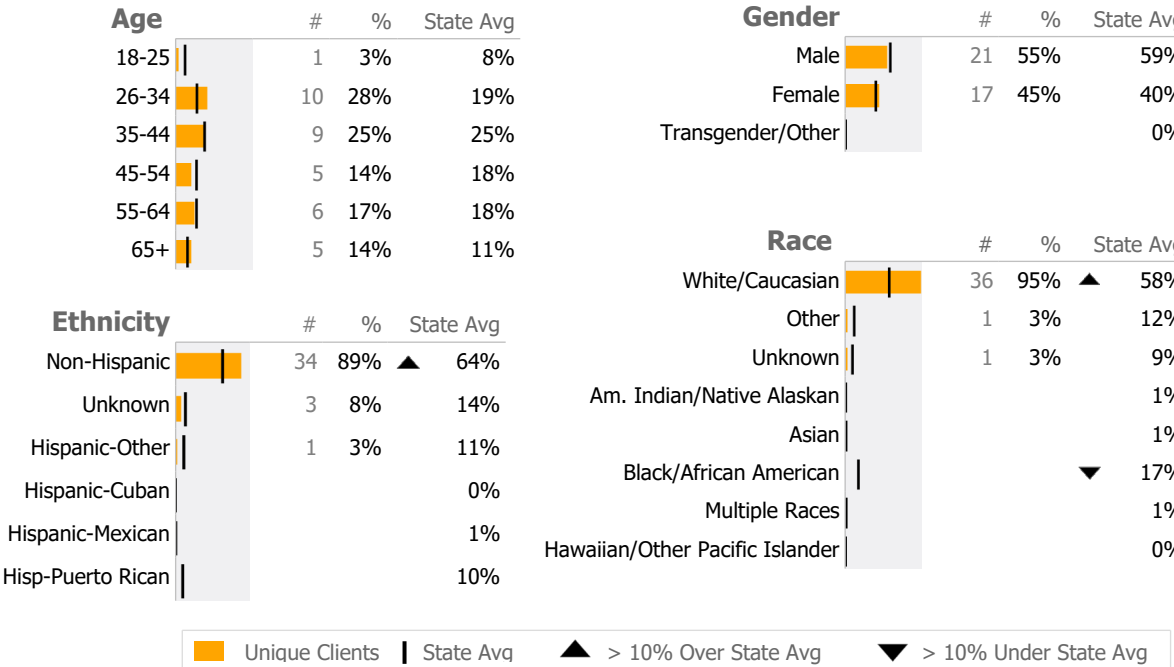 Age # % State Avg
18-25 1 3% 8%
26-34 10 28% 19%
35-44 9 25% 25%
45-54 5 14% 18%
55-64 6 17% 18%
65+ 5 14% 11%
Ethnicity # % State Avg
Non-Hispanic 34 89% ▲ 64%
Unknown 3 8% 14%
Hispanic-Other 1 3% 11%
Hispanic-Cuban 0%
Hispanic-Mexican 1%
Hisp-Puerto Rican 10%
Gender # % State Avg
Male 21 55% 59%
Female 17 45% 40%
Transgender/Other 0%
Race # % State Avg
White/Caucasian 36 95% ▲ 58%
Other 1 3% 12%
Unknown 1 3% 9%
Am. Indian/Native Alaskan 1%
Asian 1%
Black/African American ▼ 17%
Multiple Races 1%
Hawaiian/Other Pacific Islander 0%
Unique Clients State Avg ▲ > 10% Over State Avg ▼ > 10% Under State Avg